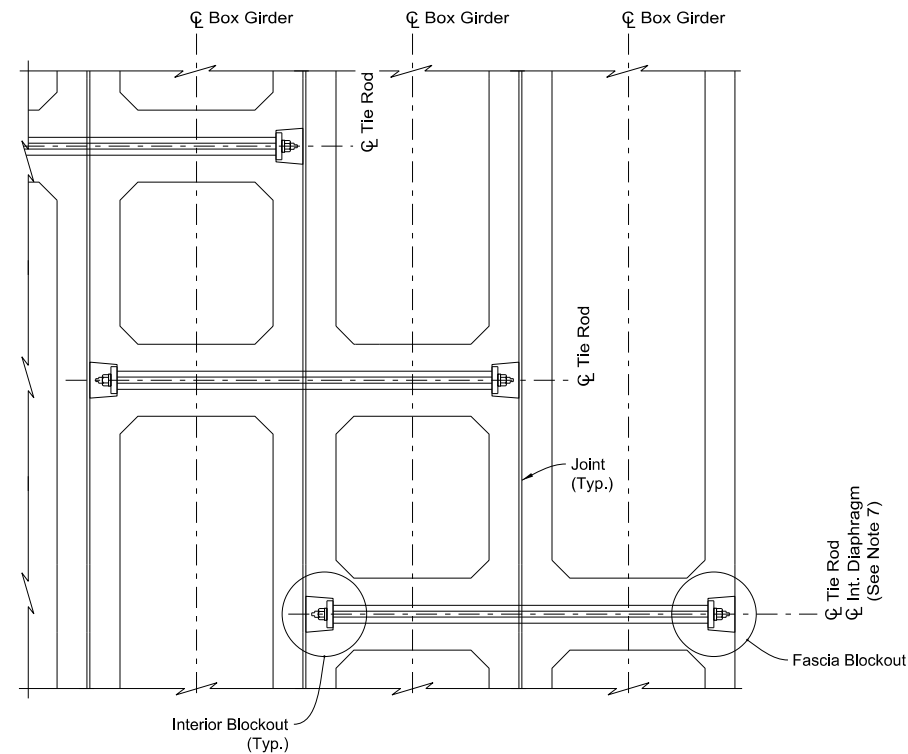 ℄ Box Girder
℄ Box Girder
℄ Box Girder
℄ Tie Rod
℄ Tie Rod
Joint
(Typ.)
℄ Tie Rod
℄ Int. Diaphragm
(See Note 7)
Fascia Blockout
Interior Blockout
(Typ.)